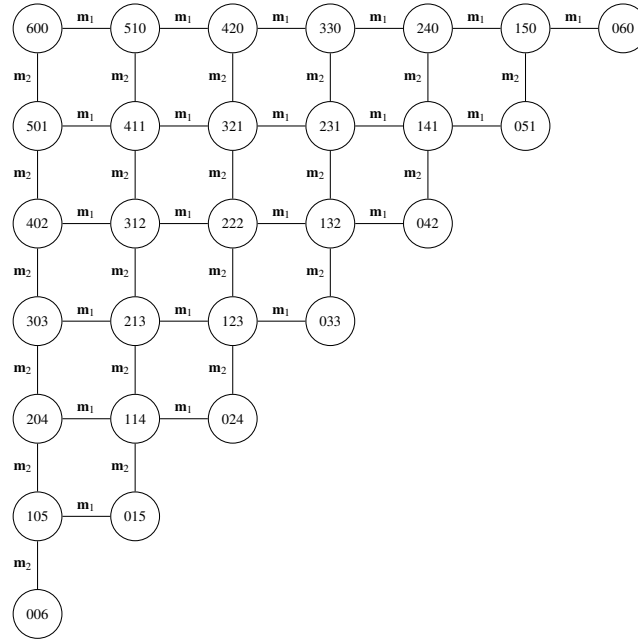 m₁ m₁ m₁ m₁ m₁ m₁
600 510 420 330 240 150 060
m₂ m₂ m₂ m₂ m₂ m₂
m₁ m₁ m₁ m₁ m₁
501 411 321 231 141 051
m₂ m₂ m₂ m₂ m₂
m₁ m₁ m₁ m₁
402 312 222 132 042
m₂ m₂ m₂ m₂
m₁ m₁ m₁
303 213 123 033
m₂ m₂ m₂
m₁ m₁
204 114 024
m₂ m₂
m₁
105 015
m₂
006